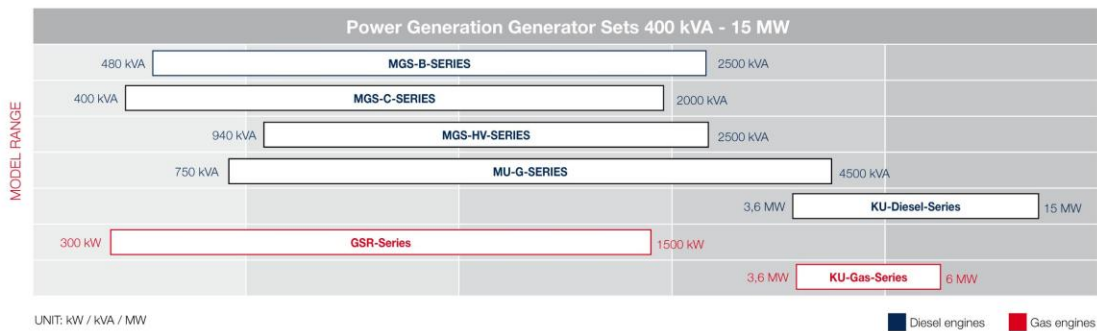 Power Generation Generator Sets 400 kVA - 15 MW
MODEL RANGE
480 kVA MGS-B-SERIES 2500 kVA
400 kVA MGS-C-SERIES 2000 kVA
940 kVA MGS-HV-SERIES 2500 kVA
750 kVA MU-G-SERIES 4500 kVA
3,6 MW KU-Diesel-Series 15 MW
300 kW GSR-Series 1500 kW
3,6 MW KU-Gas-Series 6 MW
UNIT: kW / kVA / MW Diesel engines Gas engines